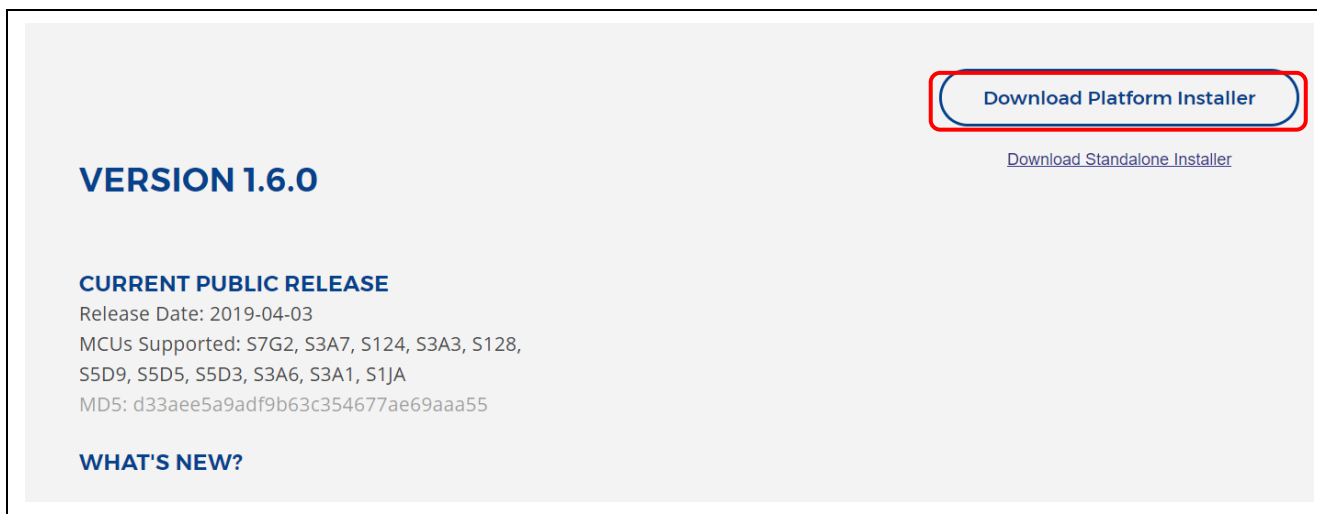 Download Platform Installer
Download Standalone Installer
VERSION 1.6.0
CURRENT PUBLIC RELEASE
Release Date: 2019-04-03
MCUs Supported: S7G2, S3A7, S124, S3A3, S128,
S5D9, S5D5, S5D3, S3A6, S3A1, S1JA
MD5: d33aee5a9adf9b63c354677ae69aaa55
WHAT'S NEW?